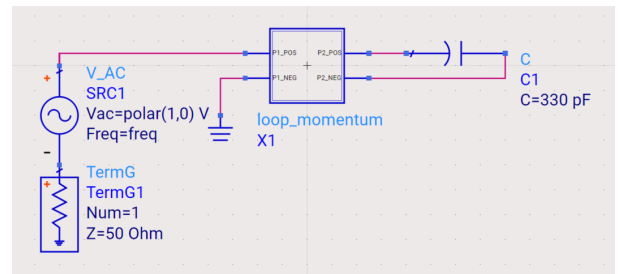 P1_POS
P2_POS
P1_NEG
P2_NEG
+
V_AC
SRC1
Vac=polar(1,0) V
Freq=freq
-
loop_momentum
X1
C
C1
C=330 pF
+
TermG
TermG1
Num=1
Z=50 Ohm